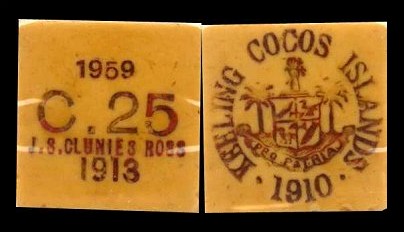 1959
C.25
J.S.CLUNIES ROSS
1913
KEELING COCOS ISLANDS
PRO PATRIA
· 1910 ·